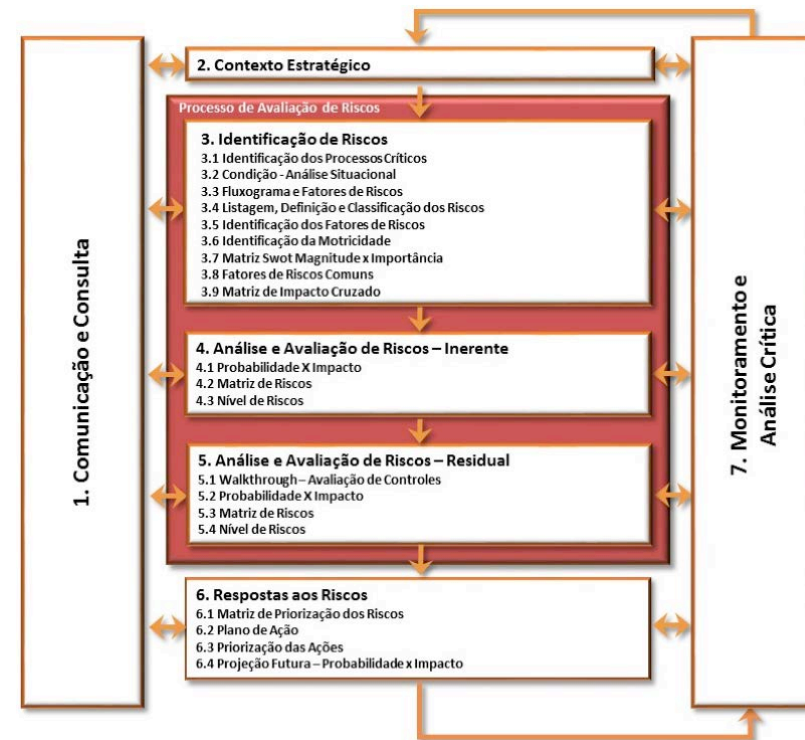 1. Comunicação e Consulta
2. Contexto Estratégico
Processo de Avaliação de Riscos
3. Identificação de Riscos
3.1 Identificação dos Processos Críticos
3.2 Condição - Análise Situacional
3.3 Fluxograma e Fatores de Riscos
3.4 Listagem, Definição e Classificação dos Riscos
3.5 Identificação dos Fatores de Riscos
3.6 Identificação da Motricidade
3.7 Matriz Swot Magnitude x Importância
3.8 Fatores de Riscos Comuns
3.9 Matriz de Impacto Cruzado
4. Análise e Avaliação de Riscos – Inerente
4.1 Probabilidade X Impacto
4.2 Matriz de Riscos
4.3 Nível de Riscos
5. Análise e Avaliação de Riscos – Residual
5.1 Walkthrough – Avaliação de Controles
5.2 Probabilidade X Impacto
5.3 Matriz de Riscos
5.4 Nível de Riscos
6. Respostas aos Riscos
6.1 Matriz de Priorização dos Riscos
6.2 Plano de Ação
6.3 Priorização das Ações
6.4 Projeção Futura – Probabilidade x Impacto
7. Monitoramento e
Análise Crítica